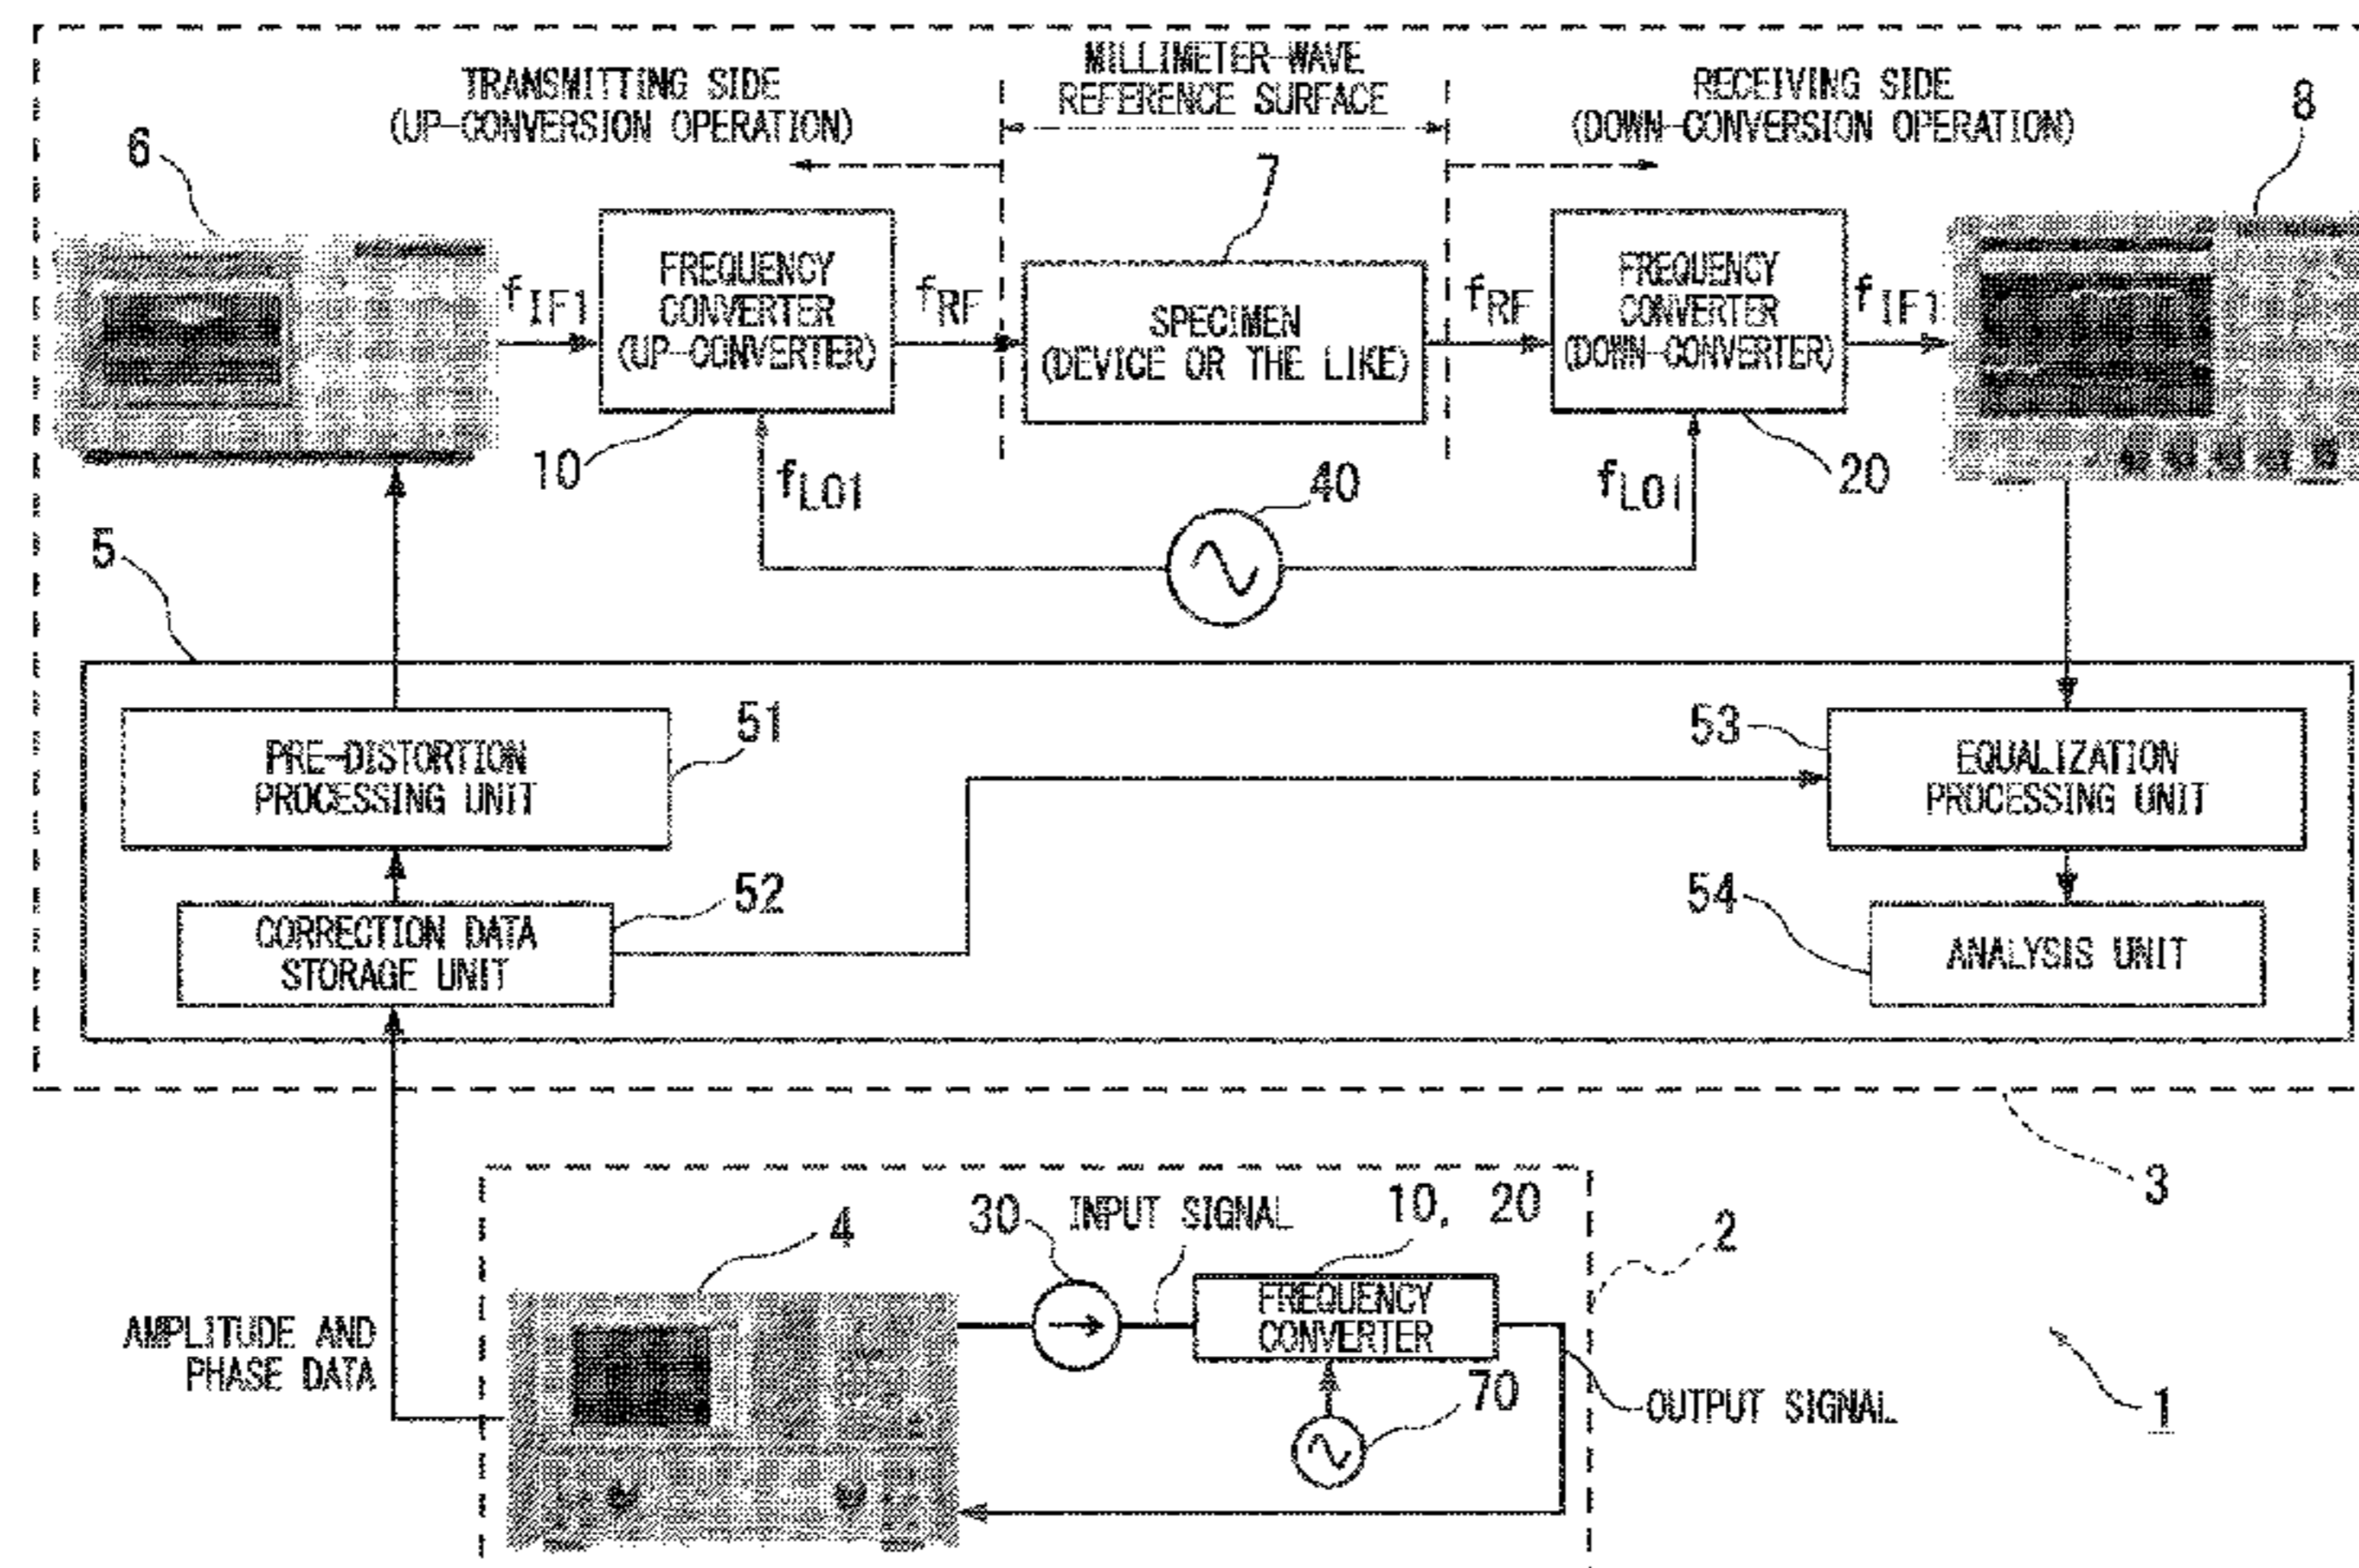 TRANSMITTING SIDE
(UP-CONVERSION OPERATION)
MILLIMETER-WAVE
REFERENCE SURFACE
RECEIVING SIDE
(DOWN-CONVERSION OPERATION)
6
7
8
fIF1
FREQUENCY
CONVERTER
(UP-CONVERTER)
fRF
SPECIMEN
(DEVICE OR THE LIKE)
fRF
FREQUENCY
CONVERTER
(DOWN-CONVERTER)
fIF1
10
fLO1
40
fLO1
20
5
PRE-DISTORTION
PROCESSING UNIT
51
53
EQUALIZATION
PROCESSING UNIT
CORRECTION DATA
STORAGE UNIT
52
54
ANALYSIS UNIT
3
AMPLITUDE AND
PHASE DATA
4
30
INPUT SIGNAL
10, 20
2
FREQUENCY
CONVERTER
70
OUTPUT SIGNAL
1